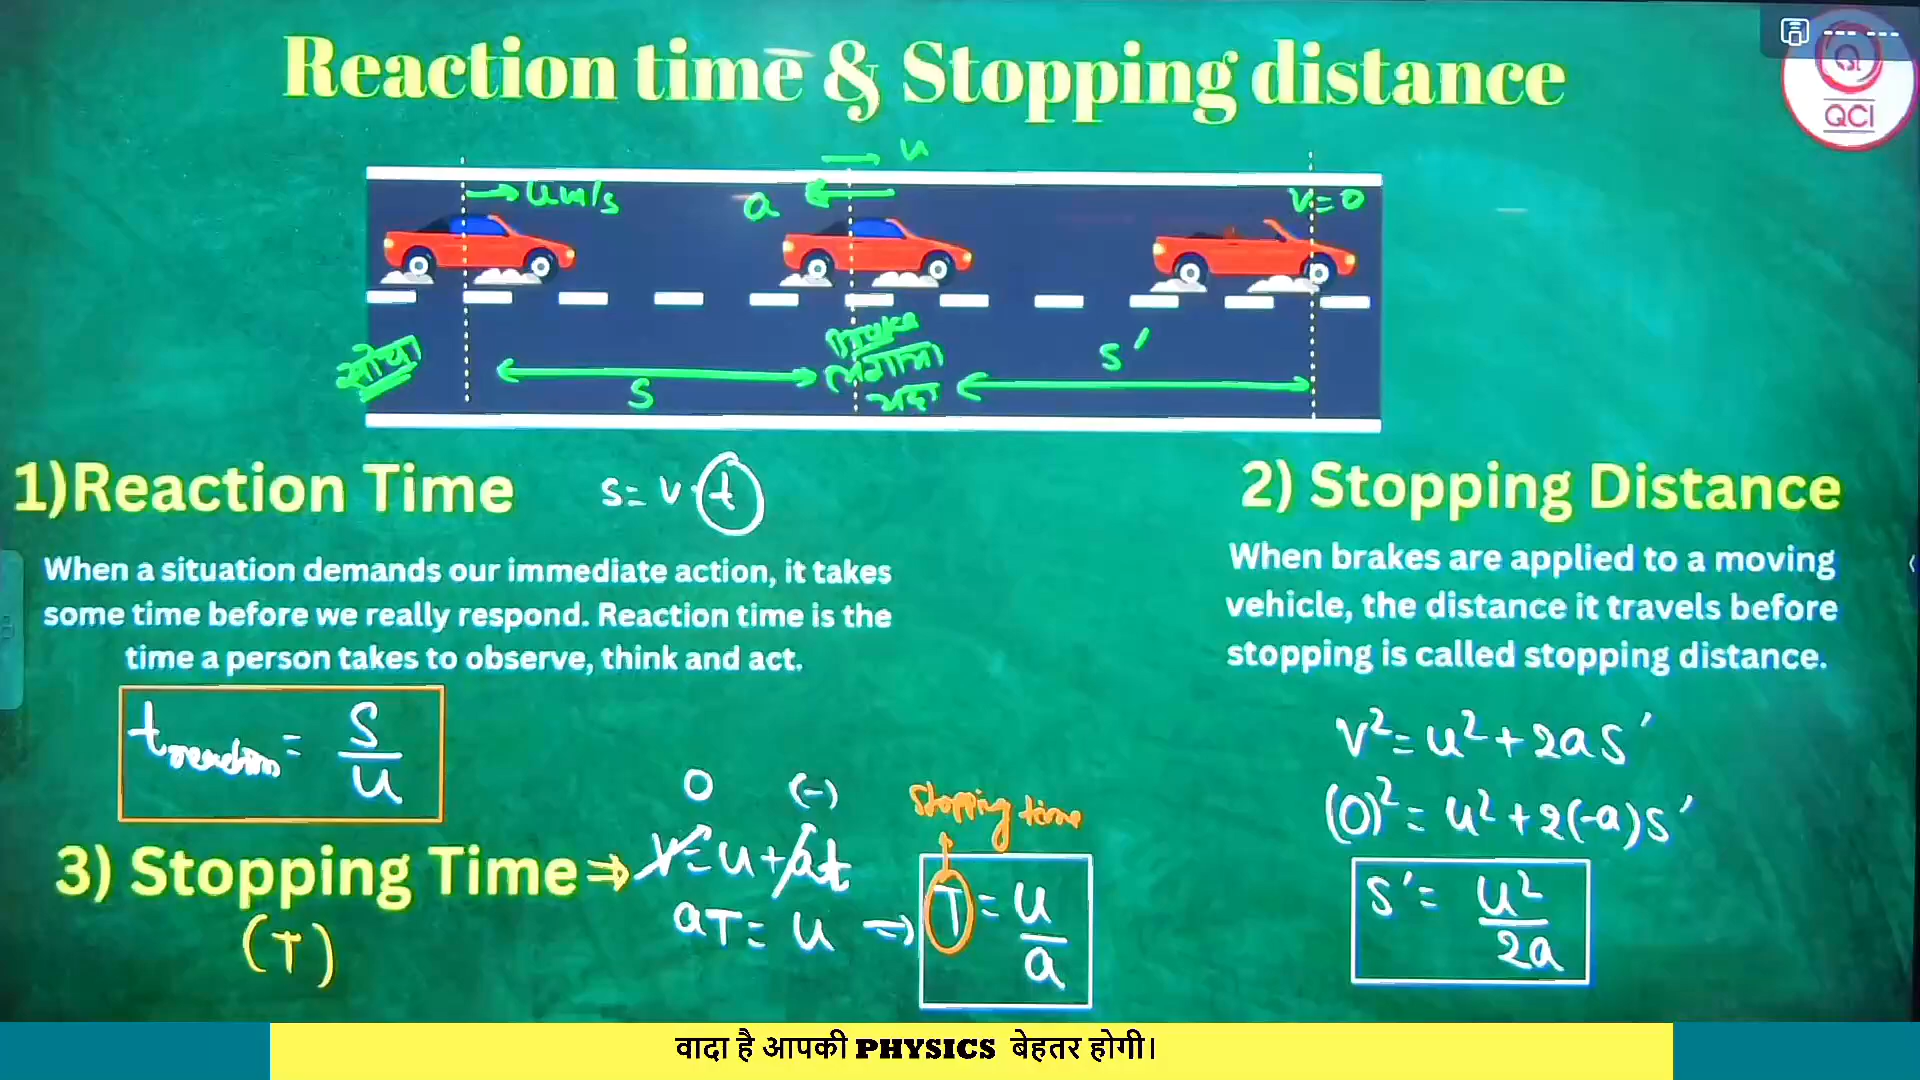 Reaction time & Stopping distance
QCI
u
u m/s
a
v=0
सोचा
ब्रेक
लगाया
s
s′
1)Reaction Time
s= v·t
When a situation demands our immediate action, it takes
some time before we really respond. Reaction time is the
time a person takes to observe, think and act.
t reaction = S/u
2) Stopping Distance
When brakes are applied to a moving
vehicle, the distance it travels before
stopping is called stopping distance.
v²= u²+2as′
(0)²= u²+2(-a)s′
s′= u²/2a
3) Stopping Time ⇒
(T)
0 (-)
v=u+at
aT= u ⇒
stopping time
T = u/a
वादा है आपकी PHYSICS बेहतर होगी।